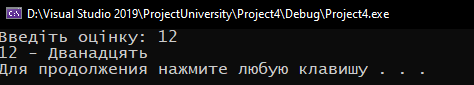 D:\Visual Studio 2019\ProjectUniversity\Project4\Debug\Project4.exe
Введіть оцінку: 12
12 - Дванадцять
Для продолжения нажмите любую клавишу . . .